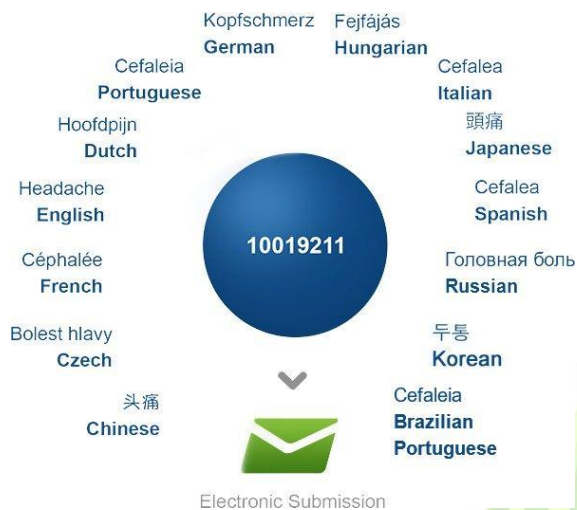 Kopfschmerz
German
Fejfájás
Hungarian
Cefaleia
Portuguese
Cefalea
Italian
Hoofdpijn
Dutch
頭痛
Japanese
Headache
English
Cefalea
Spanish
10019211
Céphalée
French
Головная боль
Russian
Bolest hlavy
Czech
두통
Korean
头痛
Chinese
Cefaleia
Brazilian
Portuguese
Electronic Submission